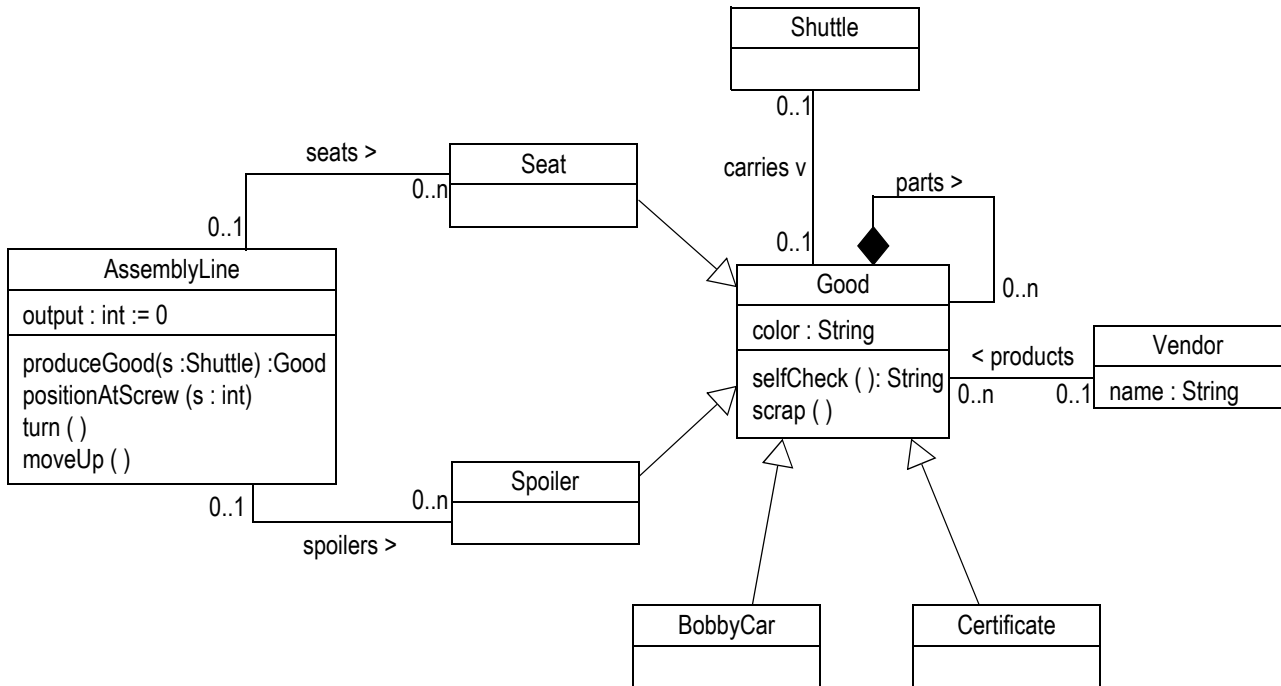 Shuttle
0..1
carries v
0..1
seats >
0..1
0..n
Seat
parts >
0..n
AssemblyLine
output : int := 0
produceGood(s :Shuttle) :Good
positionAtScrew (s : int)
turn ( )
moveUp ( )
Good
color : String
selfCheck ( ): String
scrap ( )
< products
0..n
0..1
Vendor
name : String
0..1
0..n
spoilers >
Spoiler
BobbyCar
Certificate